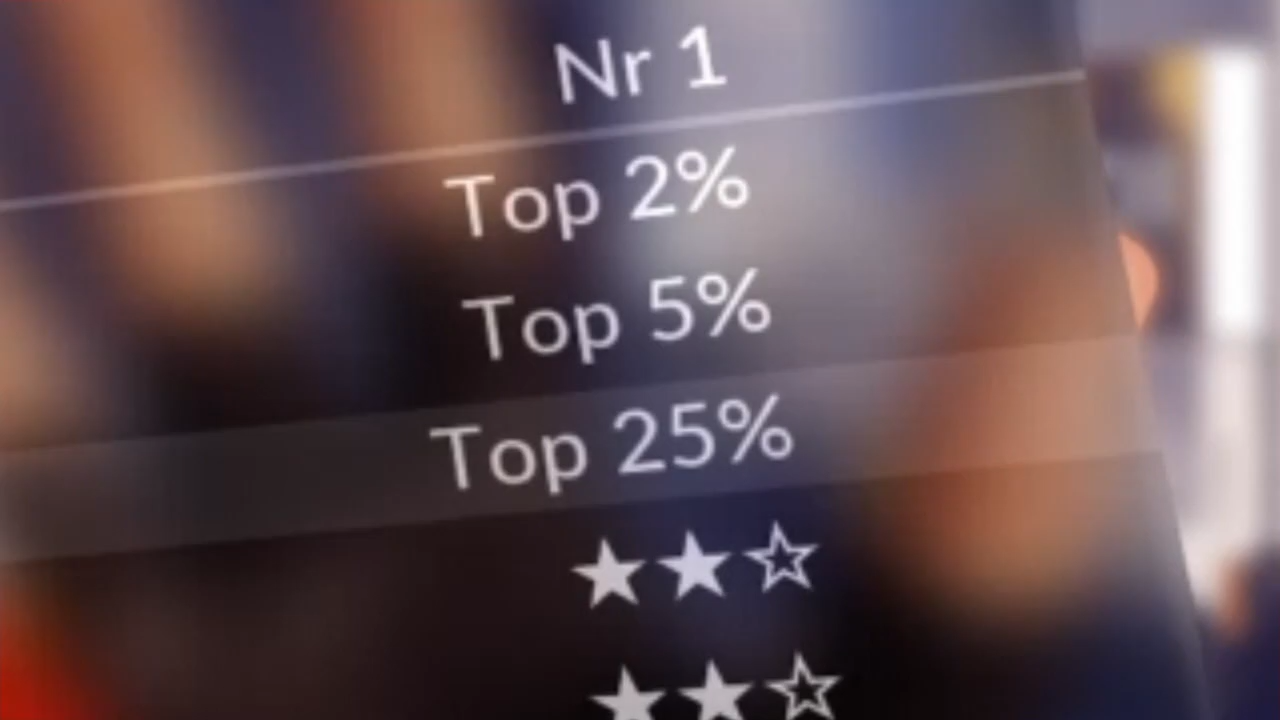 Nr 1
Top 2%
Top 5%
Top 25%
★★☆
★★☆